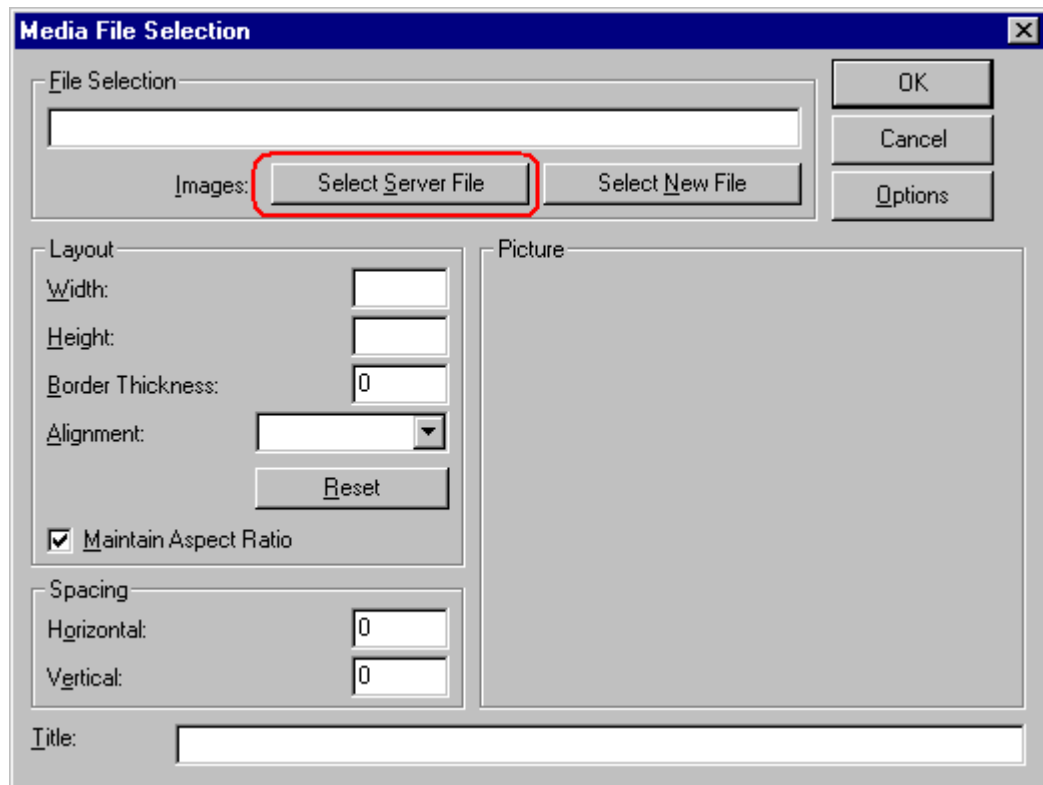 Media File Selection
File Selection
OK
Cancel
Images: Select Server File Select New File
Options
Layout
Picture
Width:
Height:
Border Thickness: 0
Alignment:
Reset
Maintain Aspect Ratio
Spacing
Horizontal: 0
Vertical: 0
Title: